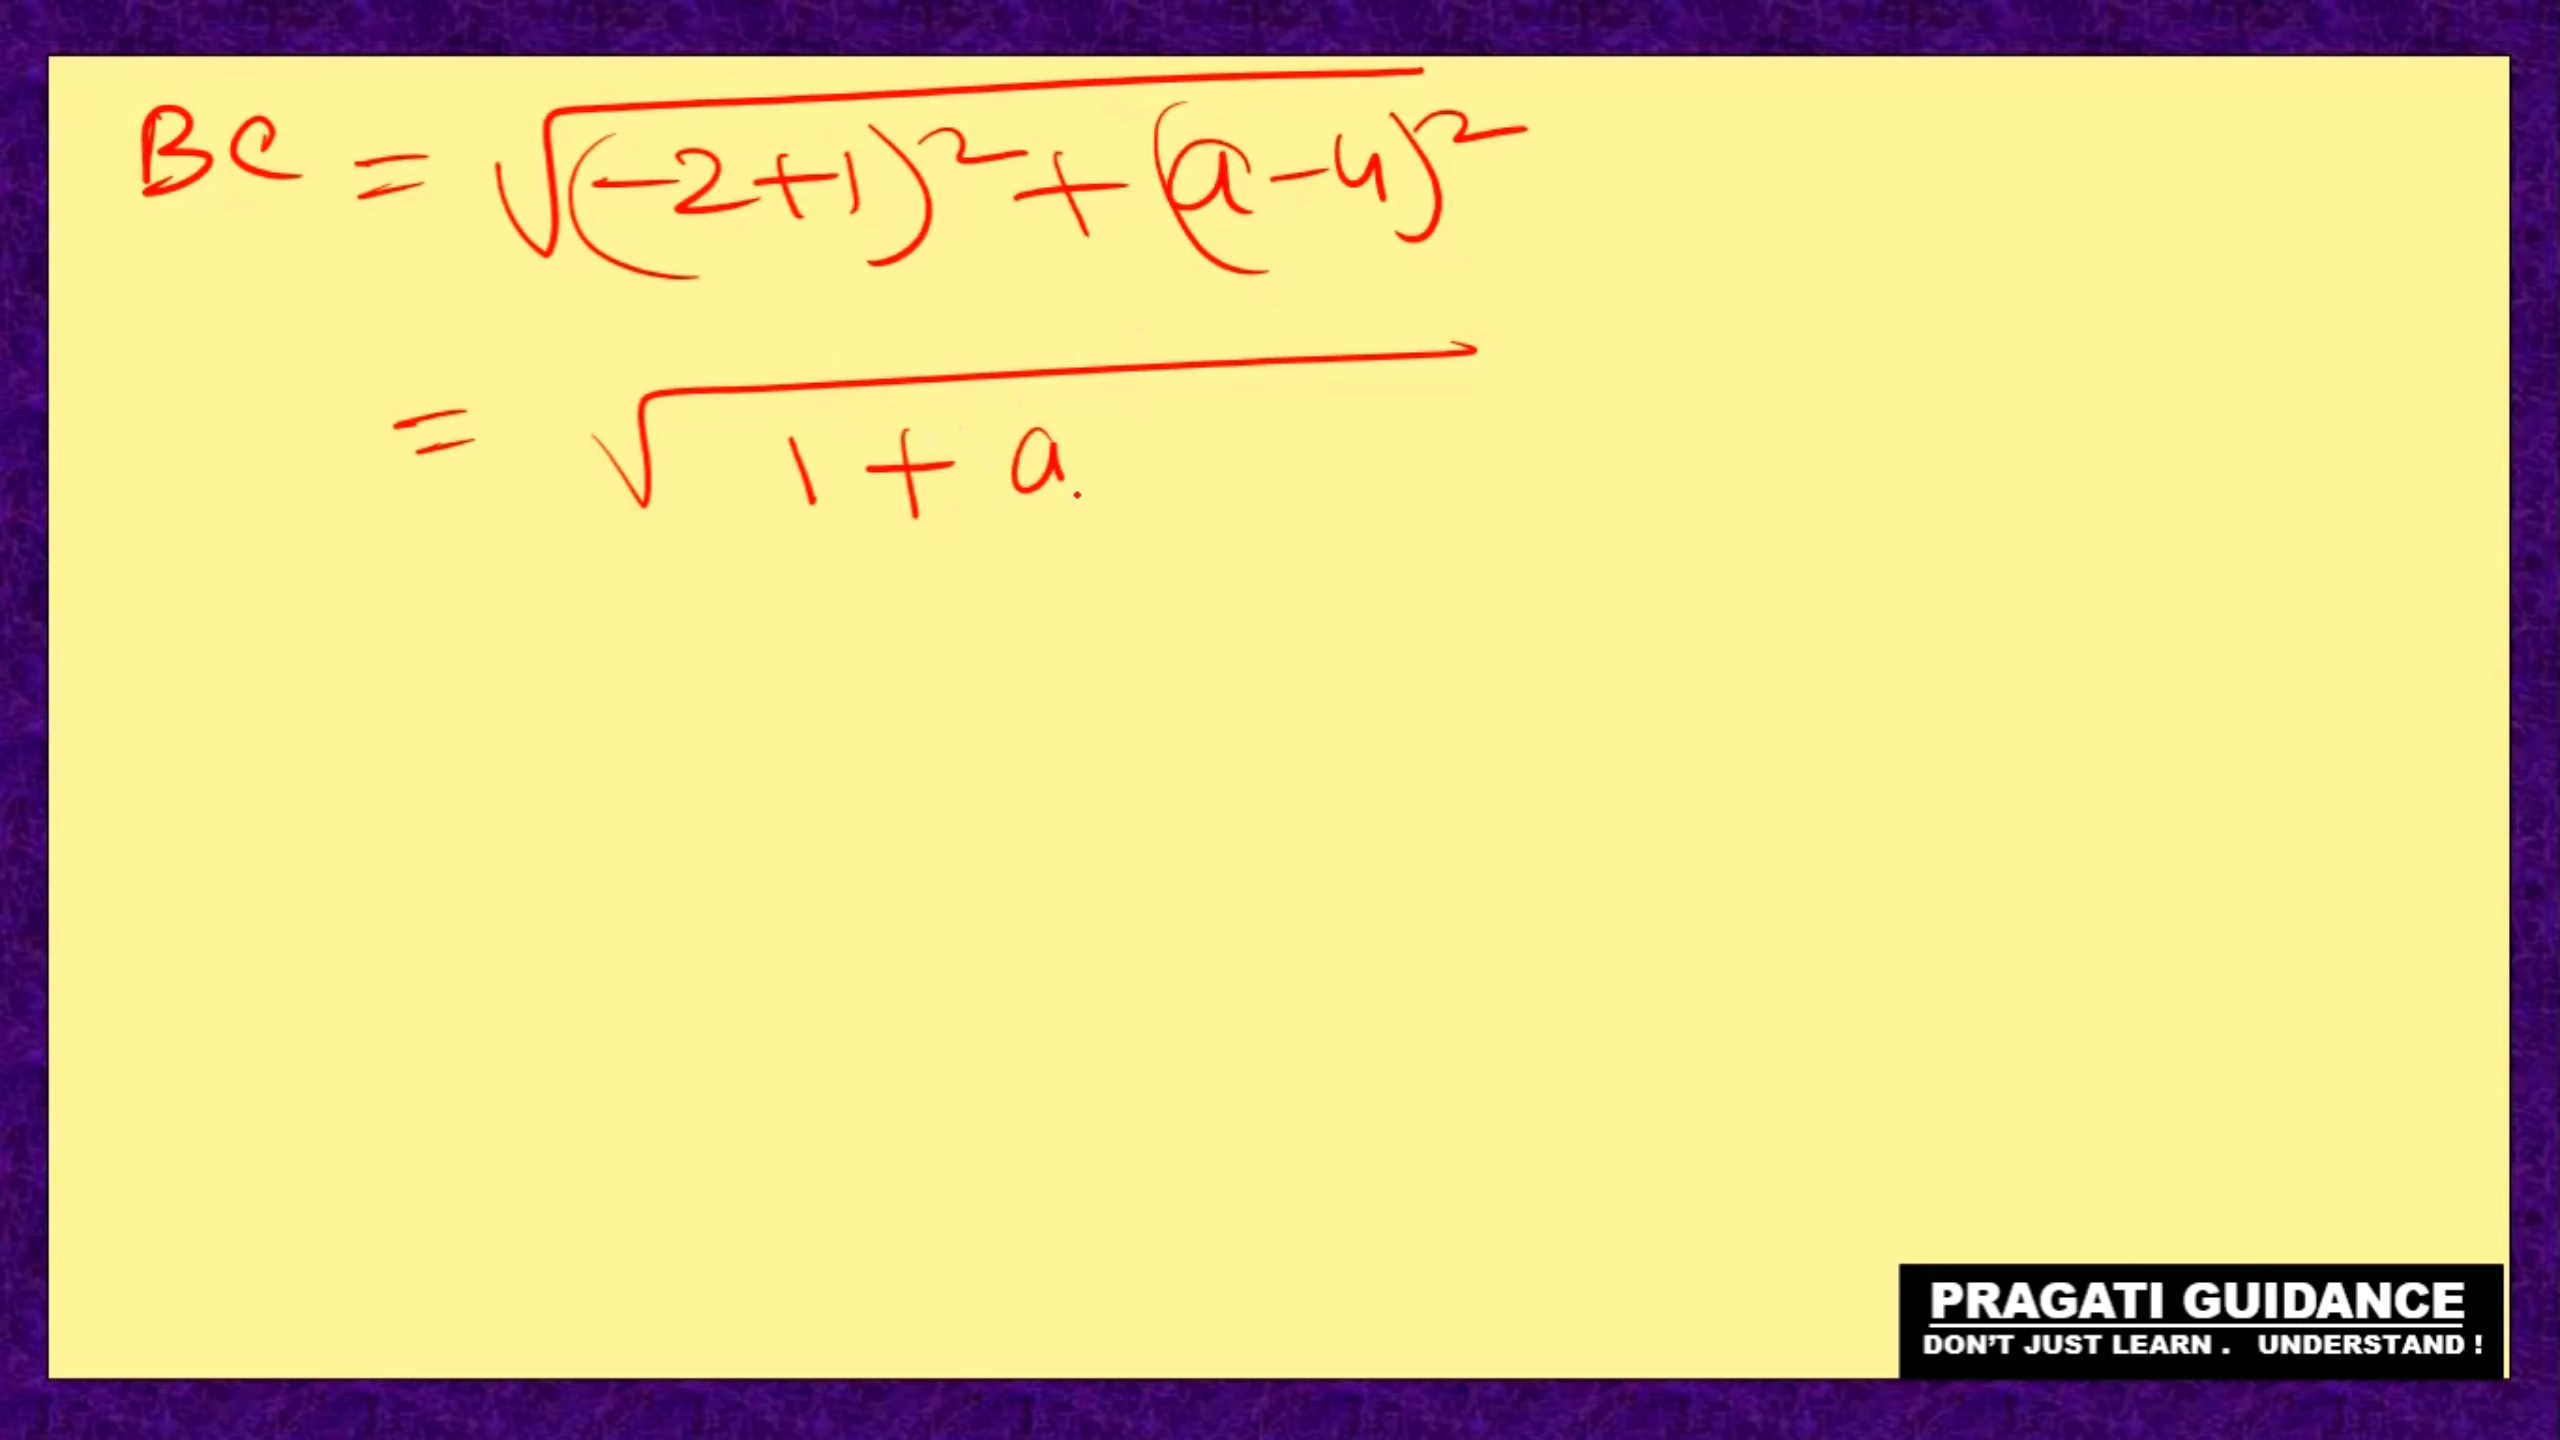 BC = √(-2+1)² + (a-4)²
= √1 + a
PRAGATI GUIDANCE
DON'T JUST LEARN . UNDERSTAND !